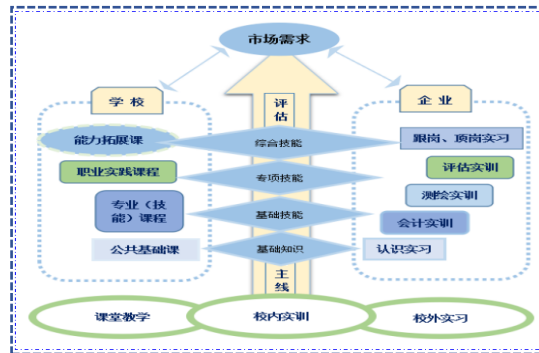 市场需求
学 校
评
估
企 业
能力拓展课
综合技能
跟岗、顶岗实习
职业实践课程
专项技能
评估实训
专业（技
能）课程
基础技能
测绘实训
会计实训
公共基础课
基础知识
认识实习
主
线
课堂教学
校内实训
校外实习